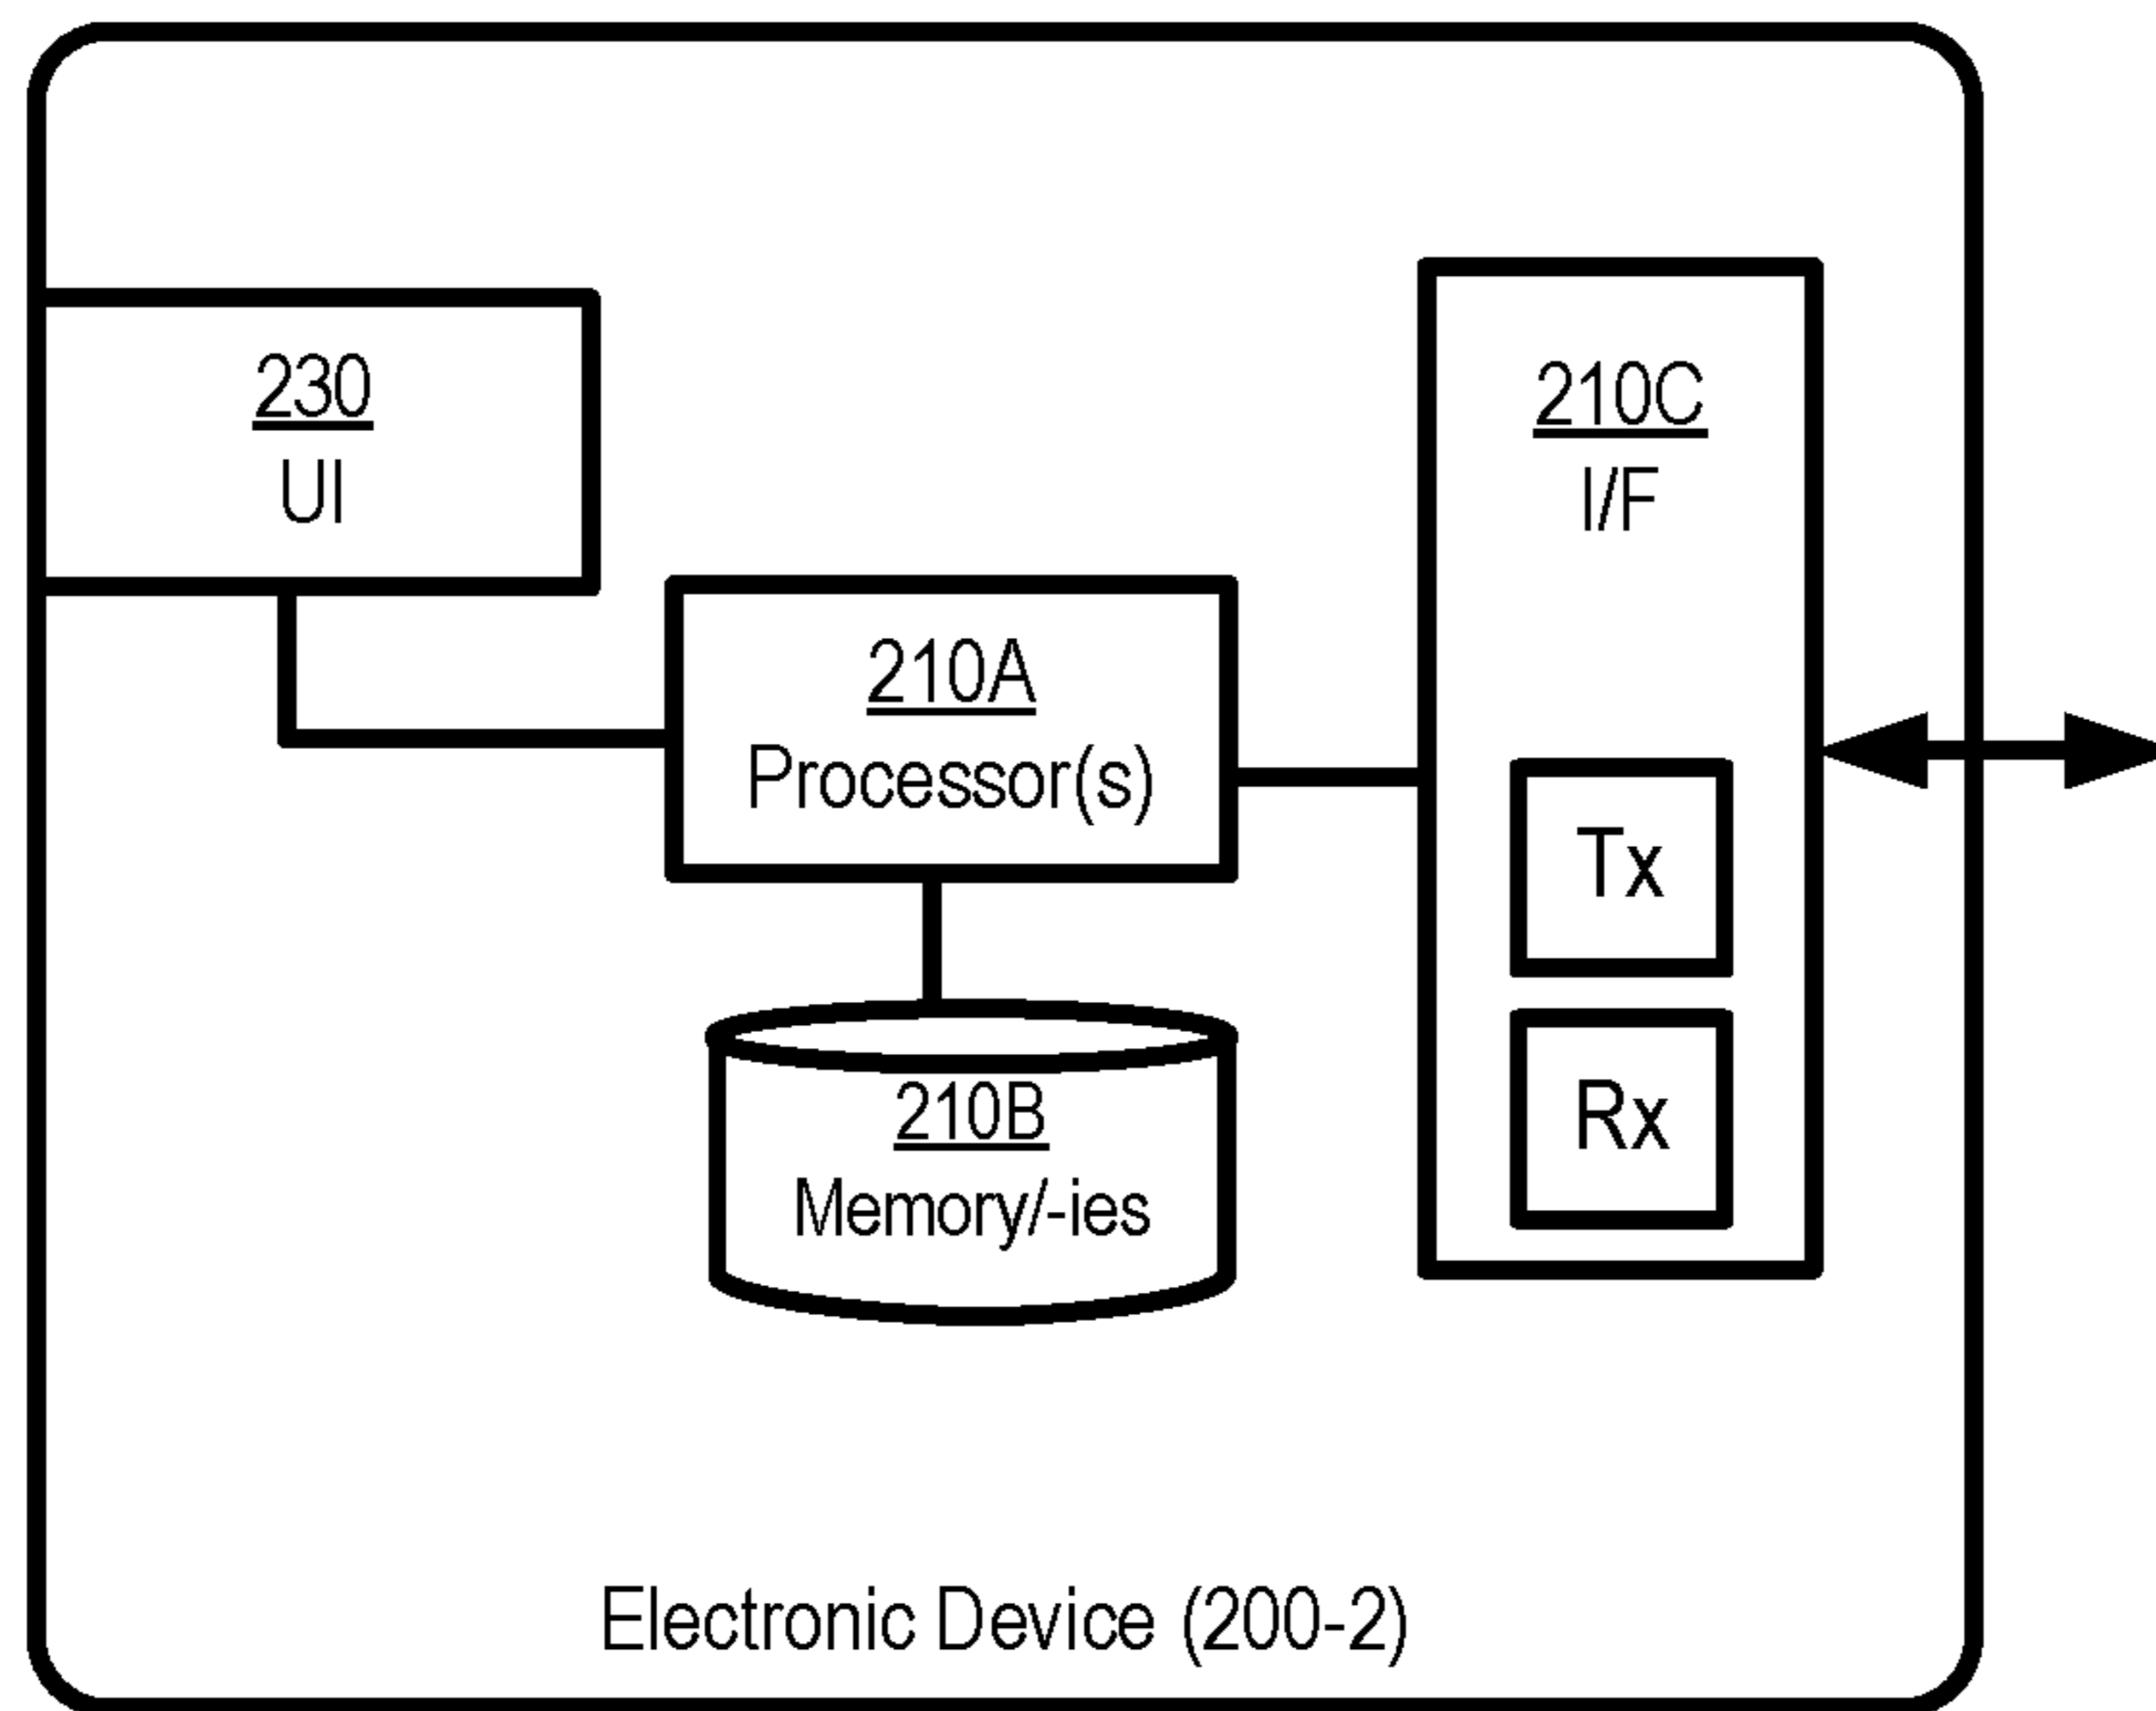 230
UI
210C
I/F
210A
Processor(s)
Tx
Rx
210B
Memory/-ies
Electronic Device (200-2)